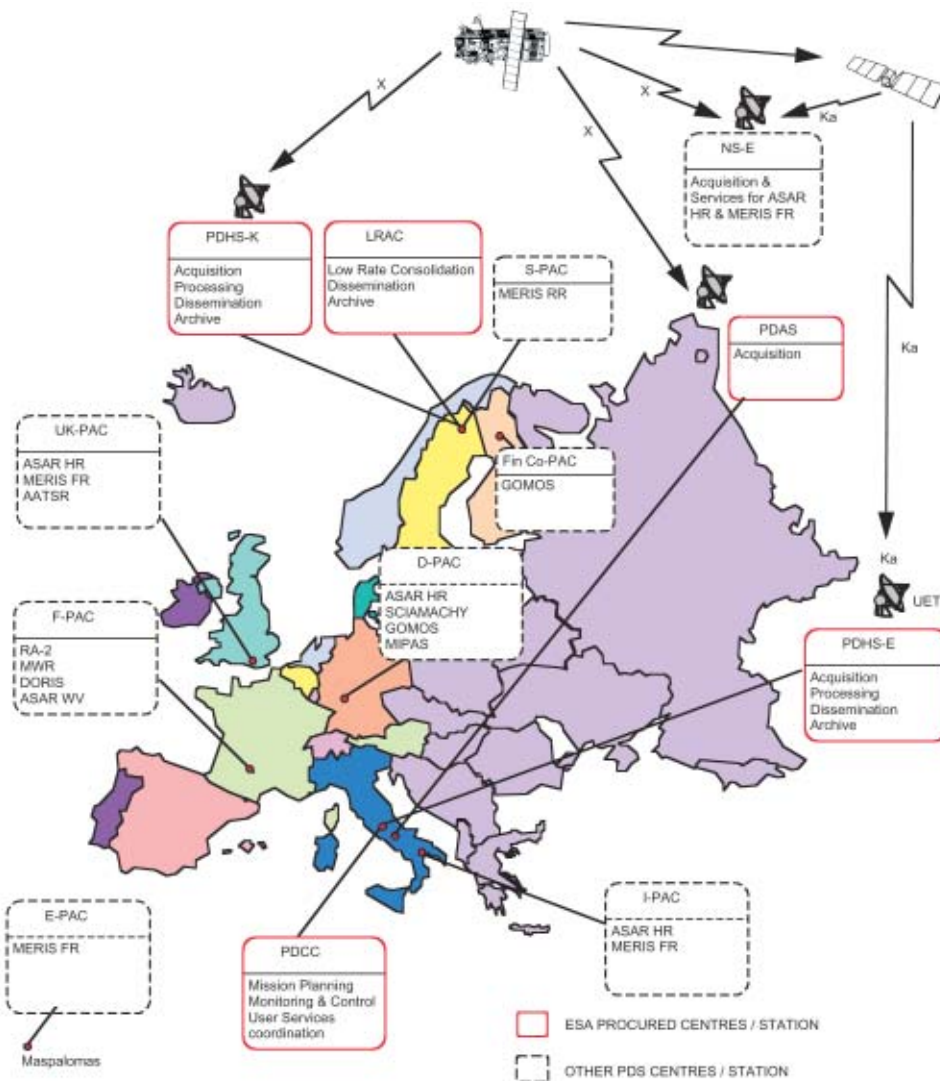 X
X
X
Ka
NS-E
Acquisition &
Services for ASAR
HR & MERIS FR
PDHS-K
Acquisition
Processing
Dissemination
Archive
LRAC
Low Rate Consolidation
Dissemination
Archive
S-PAC
MERIS RR
PDAS
Acquisition
Ka
UK-PAC
ASAR HR
MERIS FR
AATSR
Fin Co-PAC
GOMOS
D-PAC
ASAR HR
SCIAMACHY
GOMOS
MIPAS
Ka
UET
F-PAC
RA-2
MWR
DORIS
ASAR WV
PDHS-E
Acquisition
Processing
Dissemination
Archive
E-PAC
MERIS FR
Maspalomas
PDCC
Mission Planning
Monitoring & Control
User Services
coordination
I-PAC
ASAR HR
MERIS FR
ESA PROCURED CENTRES / STATION
OTHER PDS CENTRES / STATION